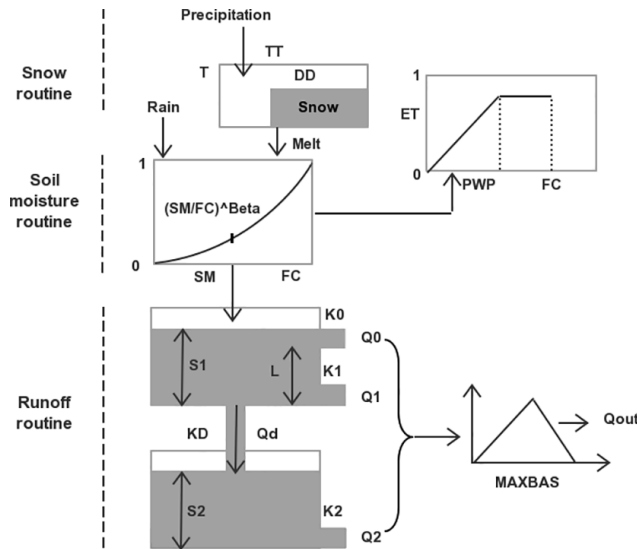 Precipitation
TT
T
DD
Snow
Snow
routine
Rain
Melt
1
ET
0
PWP
FC
Soil
moisture
routine
1
(SM/FC)^Beta
0
SM
FC
K0
Q0
S1
L
K1
Q1
Runoff
routine
KD
Qd
S2
K2
Q2
Qout
MAXBAS